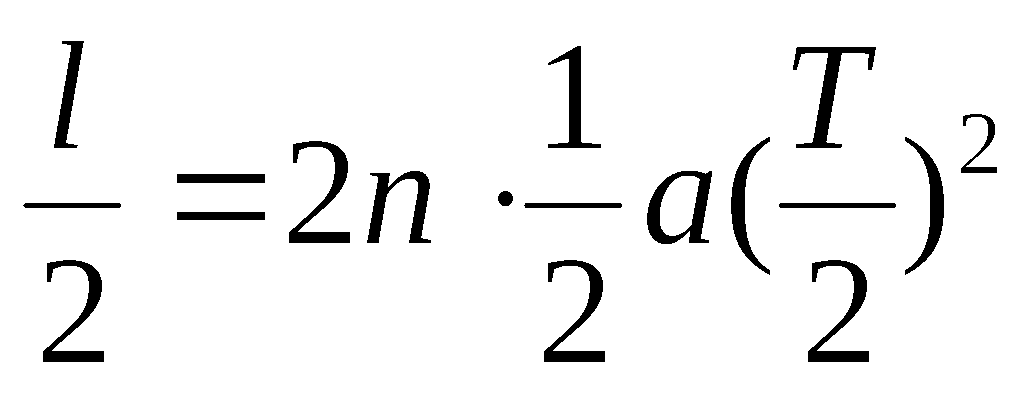 l/2 = 2n · 1/2 a(T/2)²